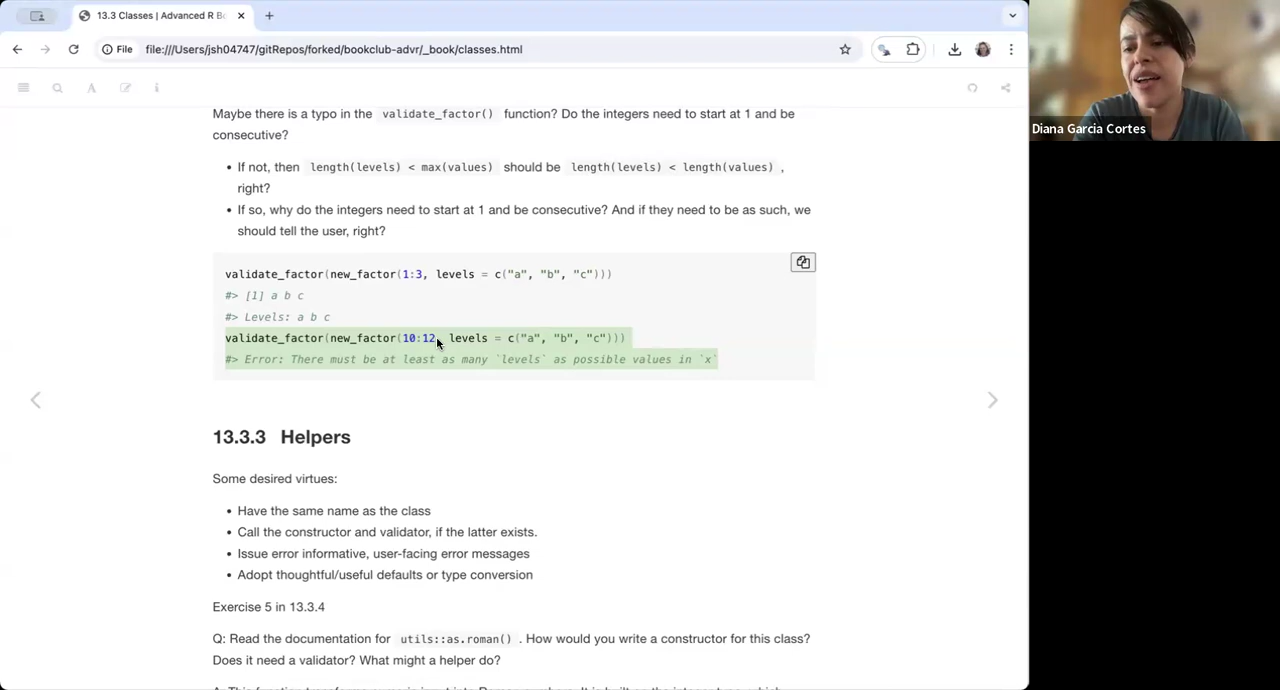 13.3 Classes | Advanced R Bo
File
file:///Users/jsh04747/gitRepos/forked/bookclub-advr/_book/classes.html
Maybe there is a typo in the validate_factor() function? Do the integers need to start at 1 and be
consecutive?
• If not, then length(levels) < max(values) should be length(levels) < length(values) ,
right?
• If so, why do the integers need to start at 1 and be consecutive? And if they need to be as such, we
should tell the user, right?
validate_factor(new_factor(1:3, levels = c("a", "b", "c")))
#> [1] a b c
#> Levels: a b c
validate_factor(new_factor(10:12, levels = c("a", "b", "c")))
#> Error: There must be at least as many `levels` as possible values in `x`
13.3.3 Helpers
Some desired virtues:
• Have the same name as the class
• Call the constructor and validator, if the latter exists.
• Issue error informative, user-facing error messages
• Adopt thoughtful/useful defaults or type conversion
Exercise 5 in 13.3.4
Q: Read the documentation for utils::as.roman() . How would you write a constructor for this class?
Does it need a validator? What might a helper do?
Diana Garcia Cortes